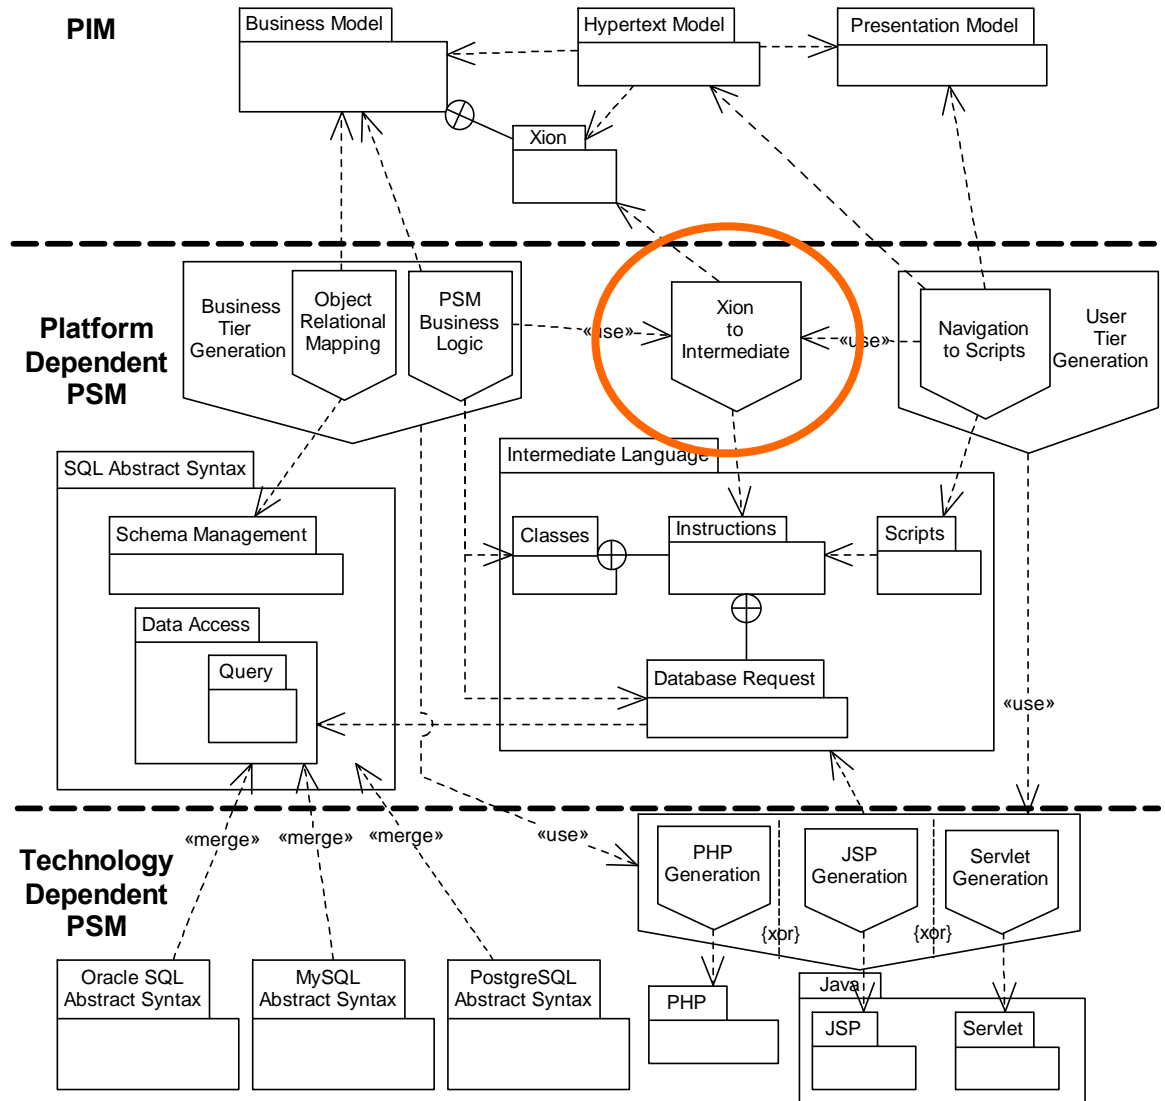 PIM
Business Model
Hypertext Model
Presentation Model
Xion
Platform
Dependent
PSM
Business
Tier
Generation
Object
Relational
Mapping
PSM
Business
Logic
«use»
Xion
to
Intermediate
«use»
Navigation
to Scripts
User
Tier
Generation
SQL Abstract Syntax
Intermediate Language
Schema Management
Classes
Instructions
Scripts
Data Access
Query
Database Request
«use»
«merge»
«merge»
«merge»
«use»
Technology
Dependent
PSM
PHP
Generation
JSP
Generation
Servlet
Generation
{xor}
{xor}
Oracle SQL
Abstract Syntax
MySQL
Abstract Syntax
PostgreSQL
Abstract Syntax
PHP
Java
JSP
Servlet